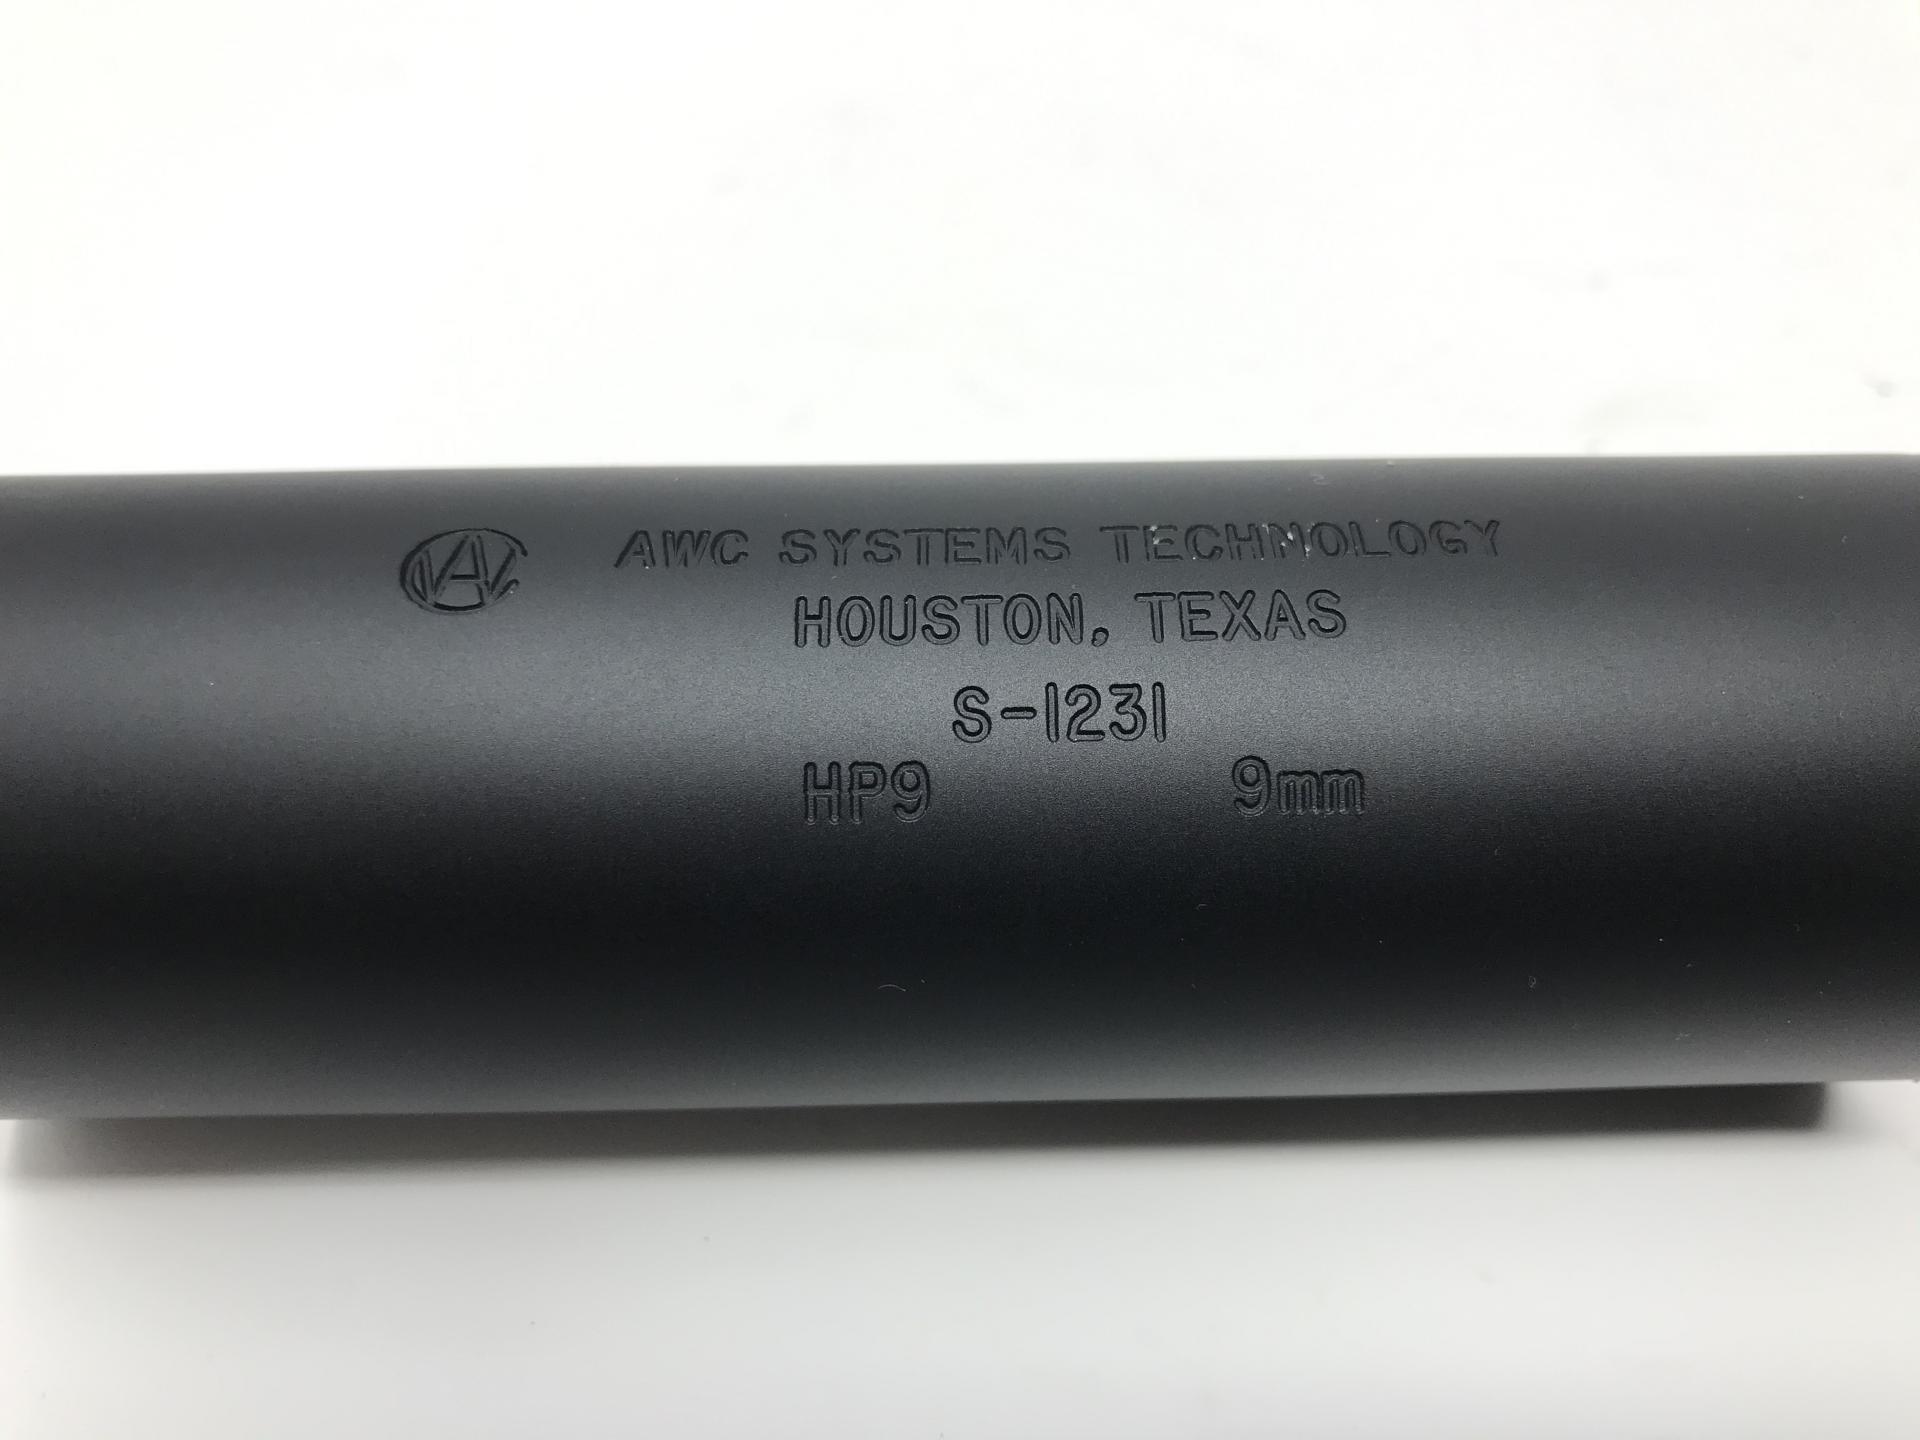 AWC SYSTEMS TECHNOLOGY
HOUSTON, TEXAS
S-1231
HP9 9mm